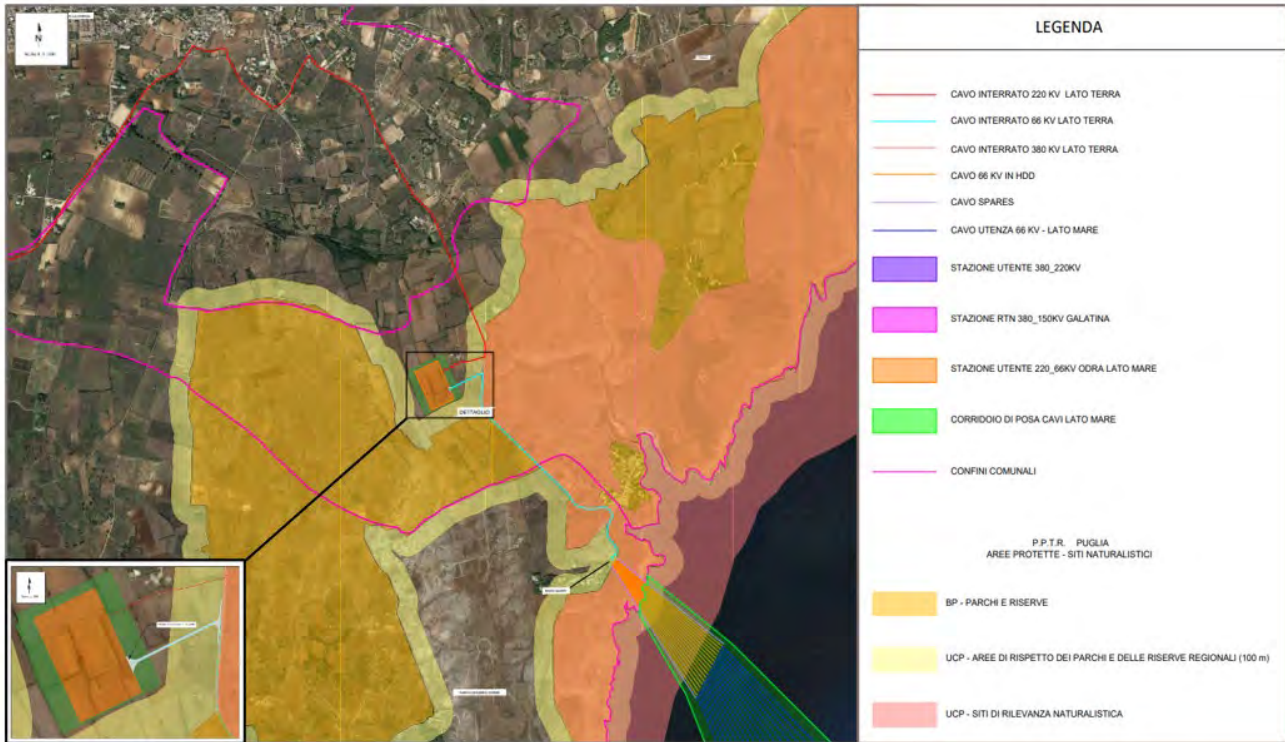 N
DETTAGLIO
N
LEGENDA
CAVO INTERRATO 220 KV LATO TERRA
CAVO INTERRATO 66 KV LATO TERRA
CAVO INTERRATO 380 KV LATO TERRA
CAVO 66 KV IN HDD
CAVO SPARES
CAVO UTENZA 66 KV - LATO MARE
STAZIONE UTENTE 380_220KV
STAZIONE RTN 380_150KV GALATINA
STAZIONE UTENTE 220_66KV ODRA LATO MARE
CORRIDOIO DI POSA CAVI LATO MARE
CONFINI COMUNALI
P.P.T.R. PUGLIA
AREE PROTETTE - SITI NATURALISTICI
BP - PARCHI E RISERVE
UCP - AREE DI RISPETTO DEI PARCHI E DELLE RISERVE REGIONALI (100 m)
UCP - SITI DI RILEVANZA NATURALISTICA